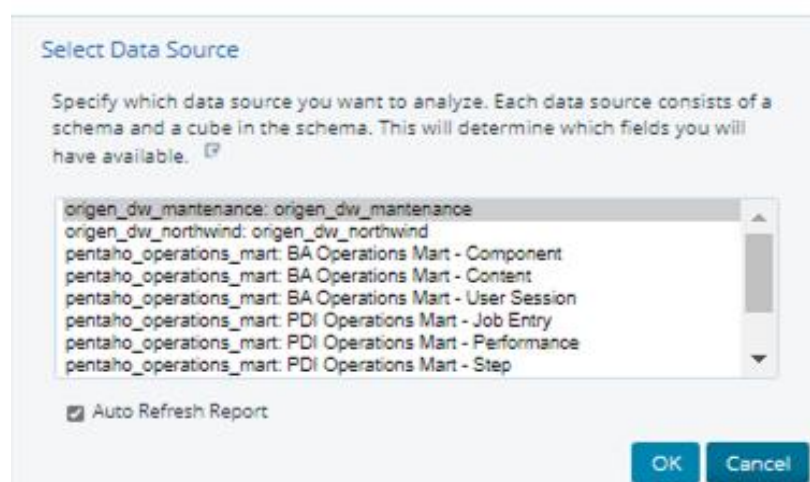 Select Data Source
Specify which data source you want to analyze. Each data source consists of a
schema and a cube in the schema. This will determine which fields you will
have available.
origen_dw_mantenance: origen_dw_mantenance
origen_dw_northwind: origen_dw_northwind
pentaho_operations_mart: BA Operations Mart - Component
pentaho_operations_mart: BA Operations Mart - Content
pentaho_operations_mart: BA Operations Mart - User Session
pentaho_operations_mart: PDI Operations Mart - Job Entry
pentaho_operations_mart: PDI Operations Mart - Performance
pentaho_operations_mart: PDI Operations Mart - Step
Auto Refresh Report
OK Cancel